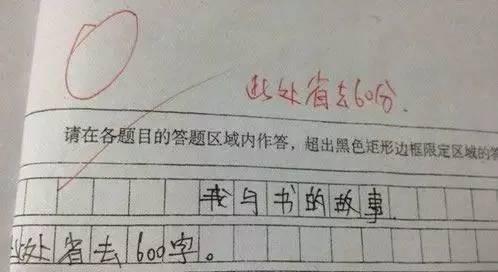 此处省去60分.
请在各题目的答题区域内作答，超出黑色矩形边框限定区域的答
我与书的故事
此处省去600字。